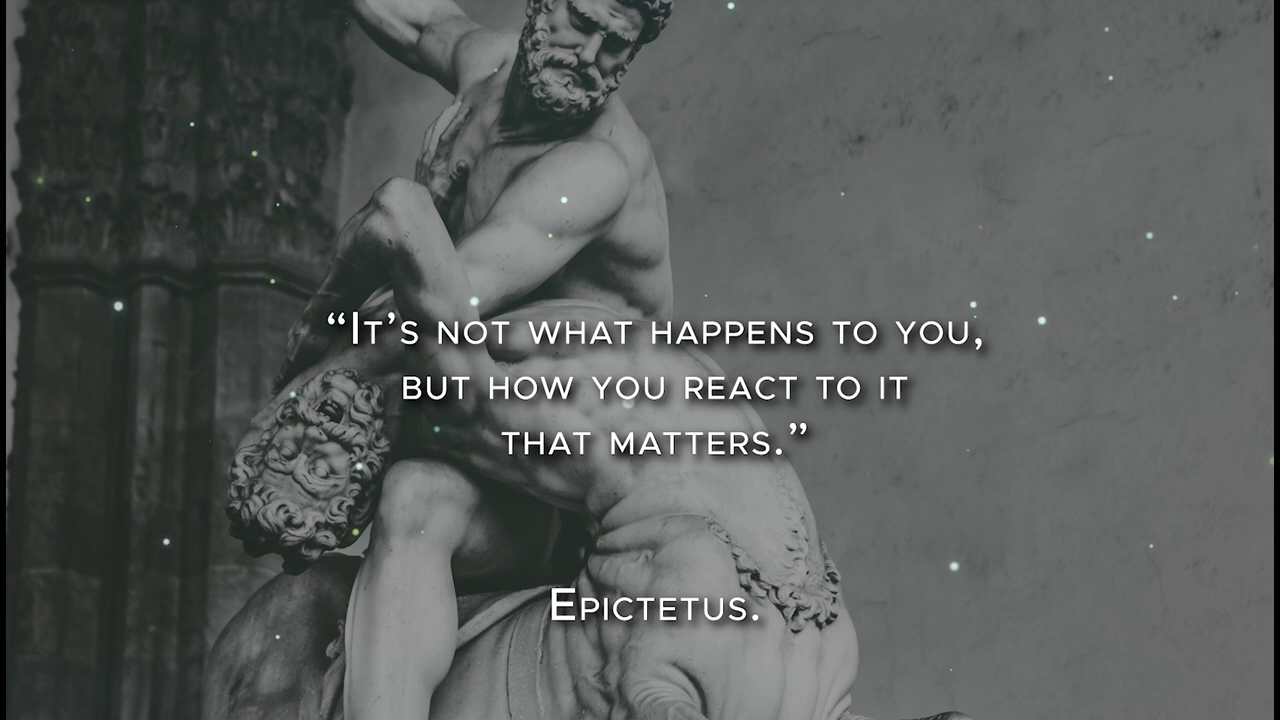 “It’s not what happens to you,
but how you react to it
that matters.”
Epictetus.